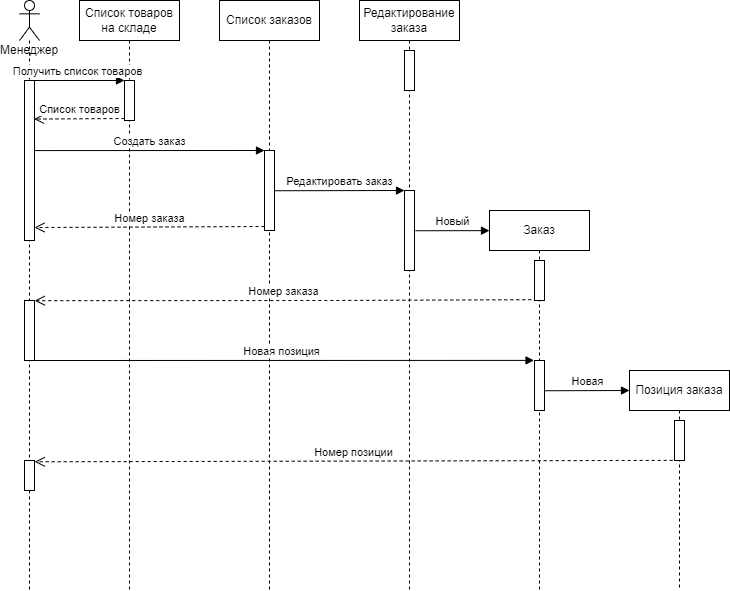 Список товаров
на складе
Список заказов
Редактирование
заказа
Менеджер
Получить список товаров
Список товаров
Создать заказ
Редактировать заказ
Номер заказа
Новый
Заказ
Номер заказа
Новая позиция
Новая
Позиция заказа
Номер позиции